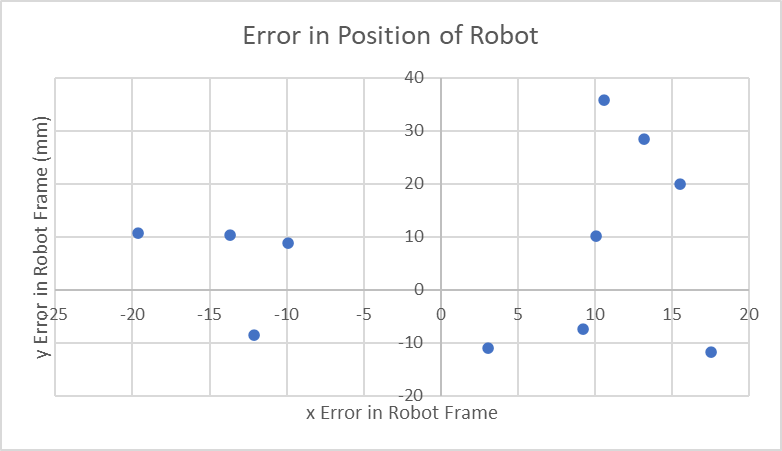 Error in Position of Robot
y Error in Robot Frame (mm)
40
30
20
10
0
-10
-20
-25 -20 -15 -10 -5 0 5 10 15 20
x Error in Robot Frame